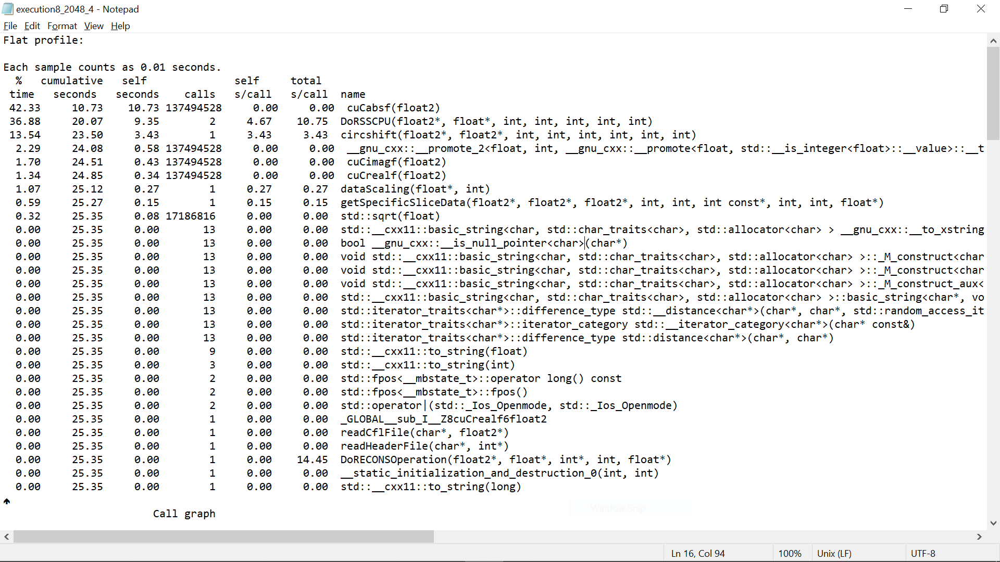 execution8_2048_4 - Notepad
File Edit Format View Help
Flat profile:
Each sample counts as 0.01 seconds.
% cumulative self self total
time seconds seconds calls s/call s/call name
42.33 10.73 10.73 137494528 0.00 0.00 cuCabsf(float2)
36.88 20.07 9.35 2 4.67 10.75 DoRSSCPU(float2*, float*, int, int, int, int, int)
13.54 23.50 3.43 1 3.43 3.43 circshift(float2*, float2*, int, int, int, int, int, int)
2.29 24.08 0.58 137494528 0.00 0.00 __gnu_cxx::__promote_2<float, int, __gnu_cxx::__promote<float, std::__is_integer<float>::__value>::__t
1.70 24.51 0.43 137494528 0.00 0.00 cuCimagf(float2)
1.34 24.85 0.34 137494528 0.00 0.00 cuCrealf(float2)
1.07 25.12 0.27 1 0.27 0.27 dataScaling(float*, int)
0.59 25.27 0.15 1 0.15 0.15 getSpecificSliceData(float2*, float2*, float2*, int, int, int const*, int, int, float*)
0.32 25.35 0.08 17186816 0.00 0.00 std::sqrt(float)
0.00 25.35 0.00 13 0.00 0.00 std::__cxx11::basic_string<char, std::char_traits<char>, std::allocator<char> > __gnu_cxx::__to_xstring
0.00 25.35 0.00 13 0.00 0.00 bool __gnu_cxx::__is_null_pointer<char>(char*)
0.00 25.35 0.00 13 0.00 0.00 void std::__cxx11::basic_string<char, std::char_traits<char>, std::allocator<char> >::_M_construct<char
0.00 25.35 0.00 13 0.00 0.00 void std::__cxx11::basic_string<char, std::char_traits<char>, std::allocator<char> >::_M_construct<char
0.00 25.35 0.00 13 0.00 0.00 void std::__cxx11::basic_string<char, std::char_traits<char>, std::allocator<char> >::_M_construct_aux<
0.00 25.35 0.00 13 0.00 0.00 std::__cxx11::basic_string<char, std::char_traits<char>, std::allocator<char> >::basic_string<char*, vo
0.00 25.35 0.00 13 0.00 0.00 std::iterator_traits<char*>::difference_type std::__distance<char*>(char*, char*, std::random_access_it
0.00 25.35 0.00 13 0.00 0.00 std::iterator_traits<char*>::iterator_category std::__iterator_category<char*>(char* const&)
0.00 25.35 0.00 13 0.00 0.00 std::iterator_traits<char*>::difference_type std::distance<char*>(char*, char*)
0.00 25.35 0.00 9 0.00 0.00 std::__cxx11::to_string(float)
0.00 25.35 0.00 3 0.00 0.00 std::__cxx11::to_string(int)
0.00 25.35 0.00 2 0.00 0.00 std::fpos<__mbstate_t>::operator long() const
0.00 25.35 0.00 2 0.00 0.00 std::fpos<__mbstate_t>::fpos()
0.00 25.35 0.00 2 0.00 0.00 std::operator|(std::_Ios_Openmode, std::_Ios_Openmode)
0.00 25.35 0.00 1 0.00 0.00 _GLOBAL__sub_I__Z8cuCrealf6float2
0.00 25.35 0.00 1 0.00 0.00 readCflFile(char*, float2*)
0.00 25.35 0.00 1 0.00 0.00 readHeaderFile(char*, int*)
0.00 25.35 0.00 1 0.00 14.45 DoRECONSOperation(float2*, float*, int*, int, float*)
0.00 25.35 0.00 1 0.00 0.00 __static_initialization_and_destruction_0(int, int)
0.00 25.35 0.00 1 0.00 0.00 std::__cxx11::to_string(long)
Window Snip
Call graph
Ln 16, Col 94 100% Unix (LF) UTF-8